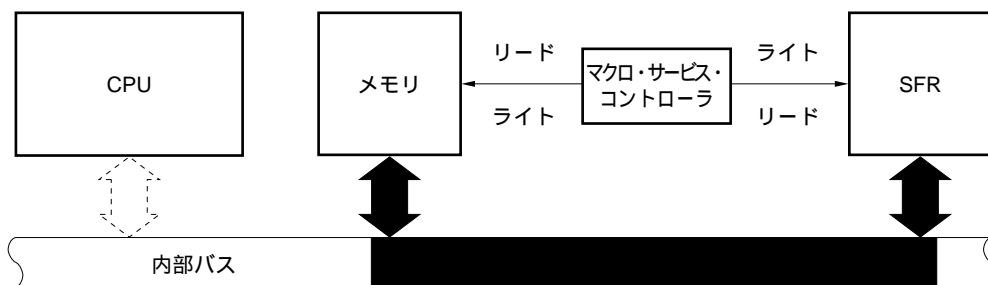 CPU
メモリ
リード
ライト
マクロ・サービス・
コントローラ
ライト
リード
SFR
内部バス